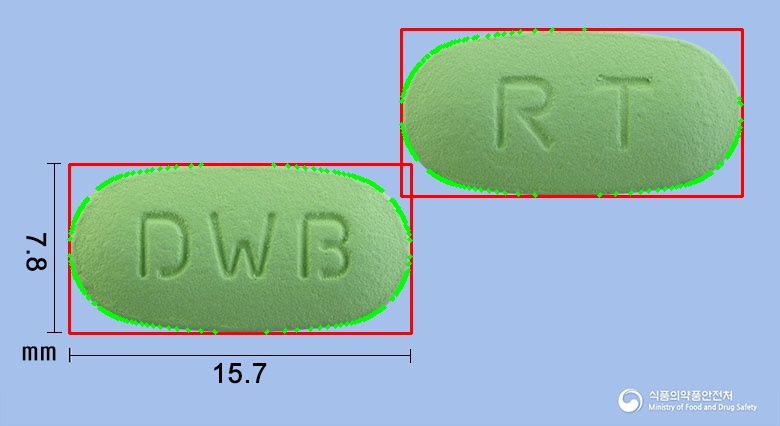 RT
DWB
7.8
mm
15.7
식품의약품안전처
Ministry of Food and Drug Safety